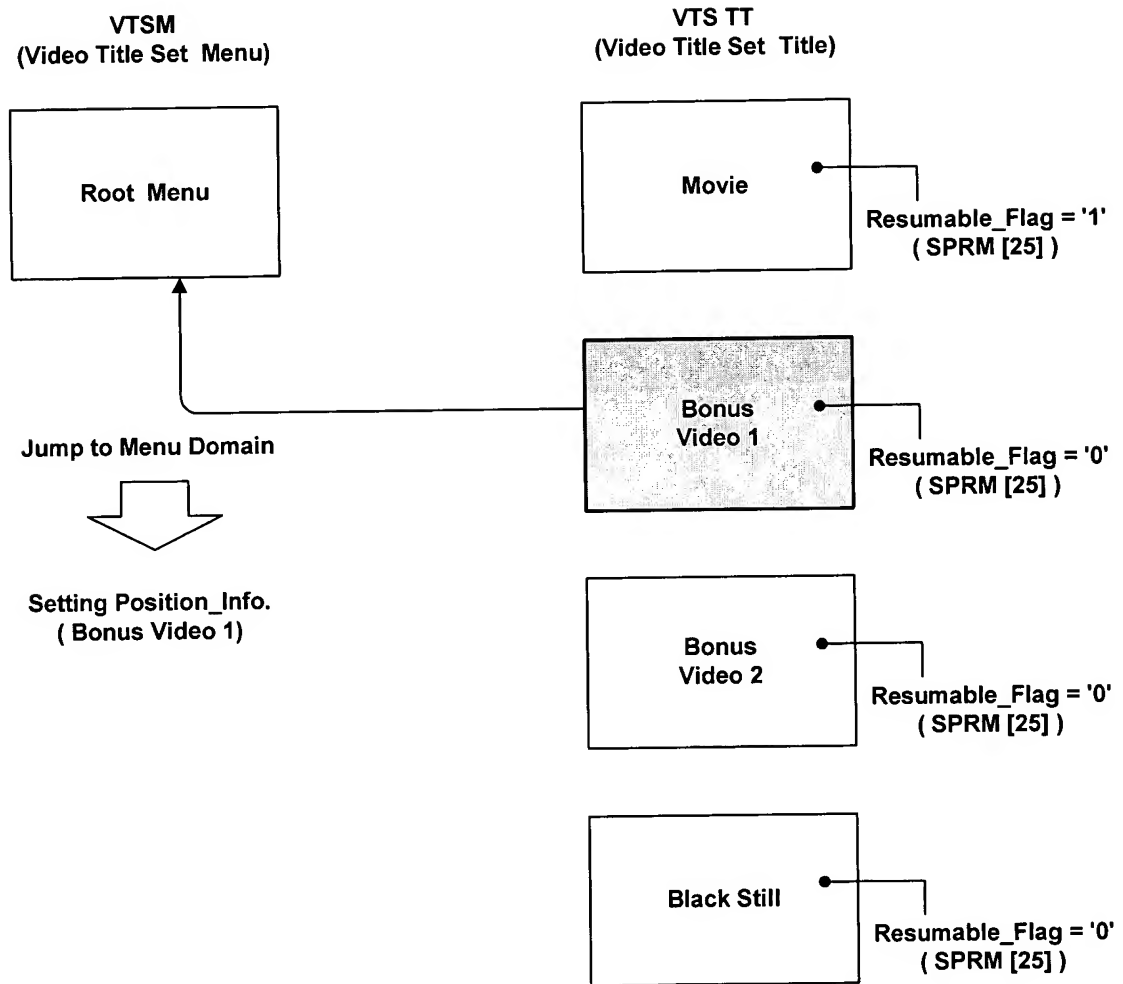 VTSM
(Video Title Set Menu)
VTS TT
(Video Title Set Title)
Root Menu
Movie
Resumable_Flag = '1'
( SPRM [25] )
Bonus
Video 1
Resumable_Flag = '0'
( SPRM [25] )
Jump to Menu Domain
Setting Position_Info.
( Bonus Video 1)
Bonus
Video 2
Resumable_Flag = '0'
( SPRM [25] )
Black Still
Resumable_Flag = '0'
( SPRM [25] )